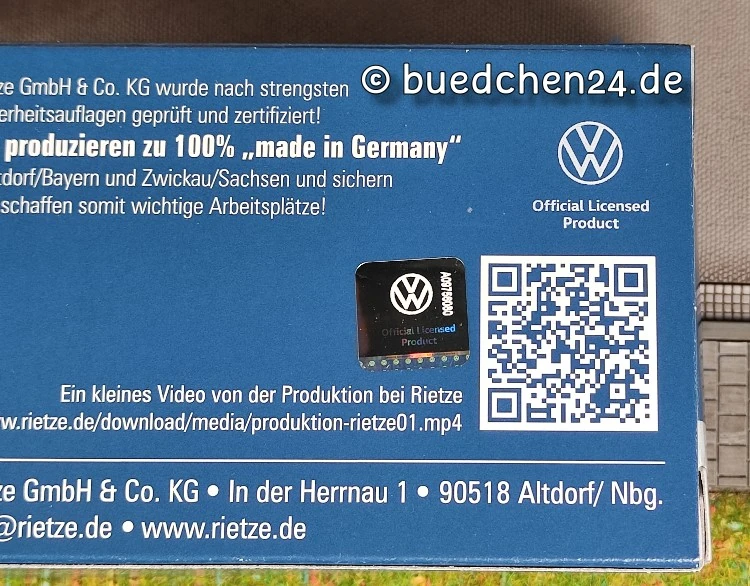 © buedchen24.de
ze GmbH & Co. KG wurde nach strengsten
erheitsauflagen geprüft und zertifiziert!
produzieren zu 100% „made in Germany“
tdorf/Bayern und Zwickau/Sachsen und sichern
schaffen somit wichtige Arbeitsplätze!
Official Licensed
Product
A09756060
Official Licensed
Product
Ein kleines Video von der Produktion bei Rietze
w.rietze.de/download/media/produktion-rietze01.mp4
ze GmbH & Co. KG • In der Herrnau 1 • 90518 Altdorf/ Nbg.
@rietze.de • www.rietze.de